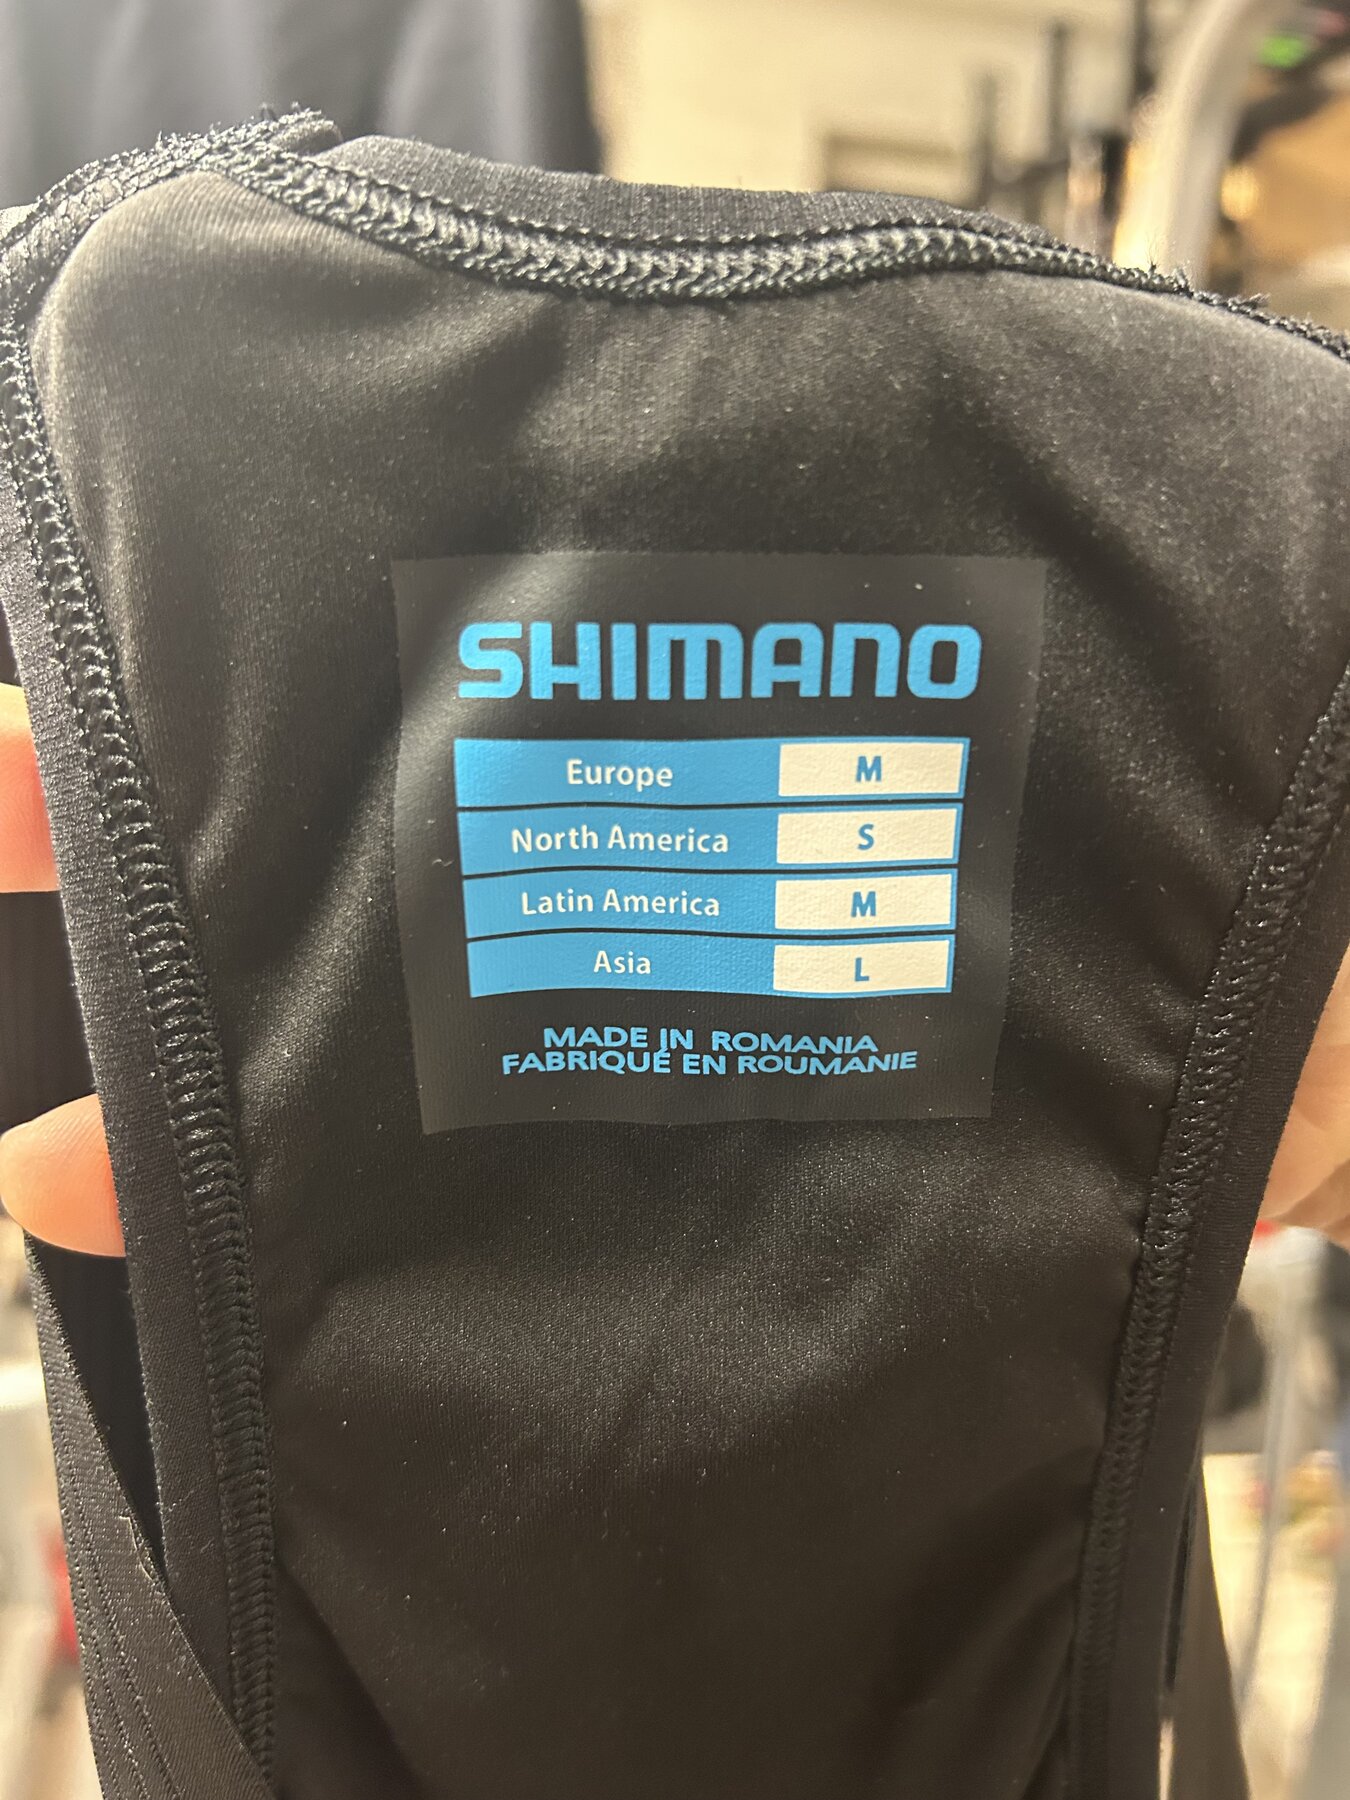 SHIMANO
Europe M
North America S
Latin America M
Asia L
MADE IN ROMANIA
FABRIQUÉ EN ROUMANIE